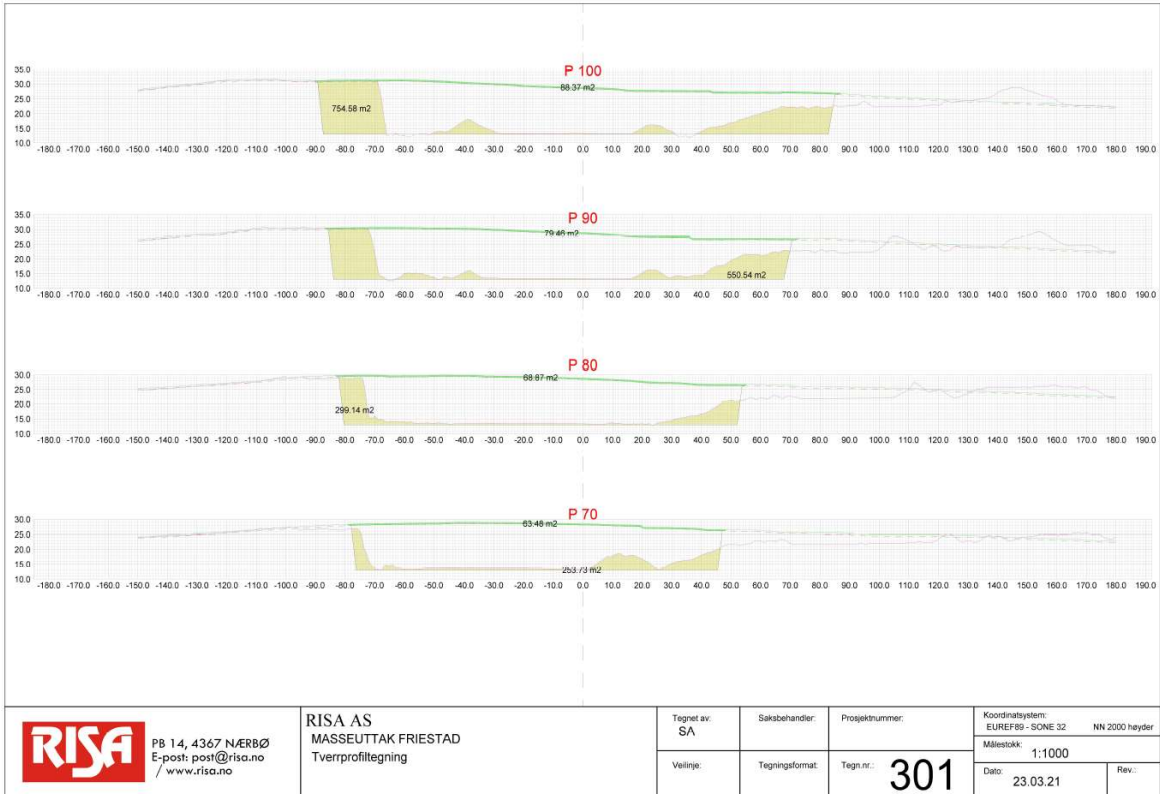 P 100
35.0
30.0
25.0
20.0
15.0
10.0
88.37 m2
754.58 m2
-180.0 -170.0 -160.0 -150.0 -140.0 -130.0 -120.0 -110.0 -100.0 -90.0 -80.0 -70.0 -60.0 -50.0 -40.0 -30.0 -20.0 -10.0 0.0 10.0 20.0 30.0 40.0 50.0 60.0 70.0 80.0 90.0 100.0 110.0 120.0 130.0 140.0 150.0 160.0 170.0 180.0 190.0
P 90
35.0
30.0
25.0
20.0
15.0
10.0
79.46 m2
550.54 m2
-180.0 -170.0 -160.0 -150.0 -140.0 -130.0 -120.0 -110.0 -100.0 -90.0 -80.0 -70.0 -60.0 -50.0 -40.0 -30.0 -20.0 -10.0 0.0 10.0 20.0 30.0 40.0 50.0 60.0 70.0 80.0 90.0 100.0 110.0 120.0 130.0 140.0 150.0 160.0 170.0 180.0 190.0
P 80
30.0
25.0
20.0
15.0
10.0
68.87 m2
299.14 m2
-180.0 -170.0 -160.0 -150.0 -140.0 -130.0 -120.0 -110.0 -100.0 -90.0 -80.0 -70.0 -60.0 -50.0 -40.0 -30.0 -20.0 -10.0 0.0 10.0 20.0 30.0 40.0 50.0 60.0 70.0 80.0 90.0 100.0 110.0 120.0 130.0 140.0 150.0 160.0 170.0 180.0 190.0
P 70
30.0
25.0
20.0
15.0
10.0
63.48 m2
253.73 m2
-180.0 -170.0 -160.0 -150.0 -140.0 -130.0 -120.0 -110.0 -100.0 -90.0 -80.0 -70.0 -60.0 -50.0 -40.0 -30.0 -20.0 -10.0 0.0 10.0 20.0 30.0 40.0 50.0 60.0 70.0 80.0 90.0 100.0 110.0 120.0 130.0 140.0 150.0 160.0 170.0 180.0 190.0
RISA
PB 14, 4367 NÆRBØ
E-post: post@risa.no
/ www.risa.no
RISA AS
MASSEUTTAK FRIESTAD
Tverrprofiltegning
Tegnet av:
SA
Saksbehandler:
Prosjektnummer:
Veilinje:
Tegningsformat:
Tegn.nr.: 301
Koordinatsystem:
EUREF89 - SONE 32 NN 2000 høyder
Målestokk:
1:1000
Dato:
23.03.21
Rev.: